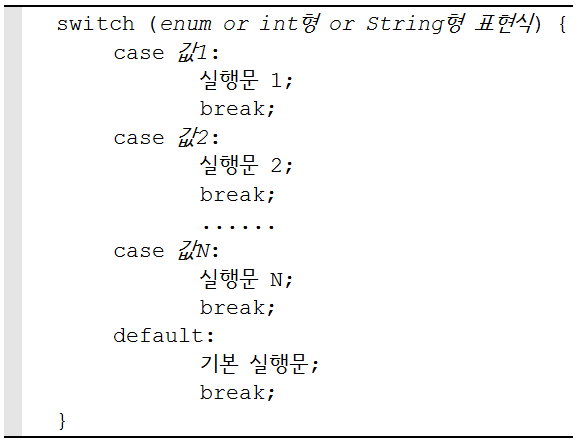 switch (enum or int형 or String형 표현식) {
case 값1:
실행문 1;
break;
case 값2:
실행문 2;
break;
......
case 값N:
실행문 N;
break;
default:
기본 실행문;
break;
}